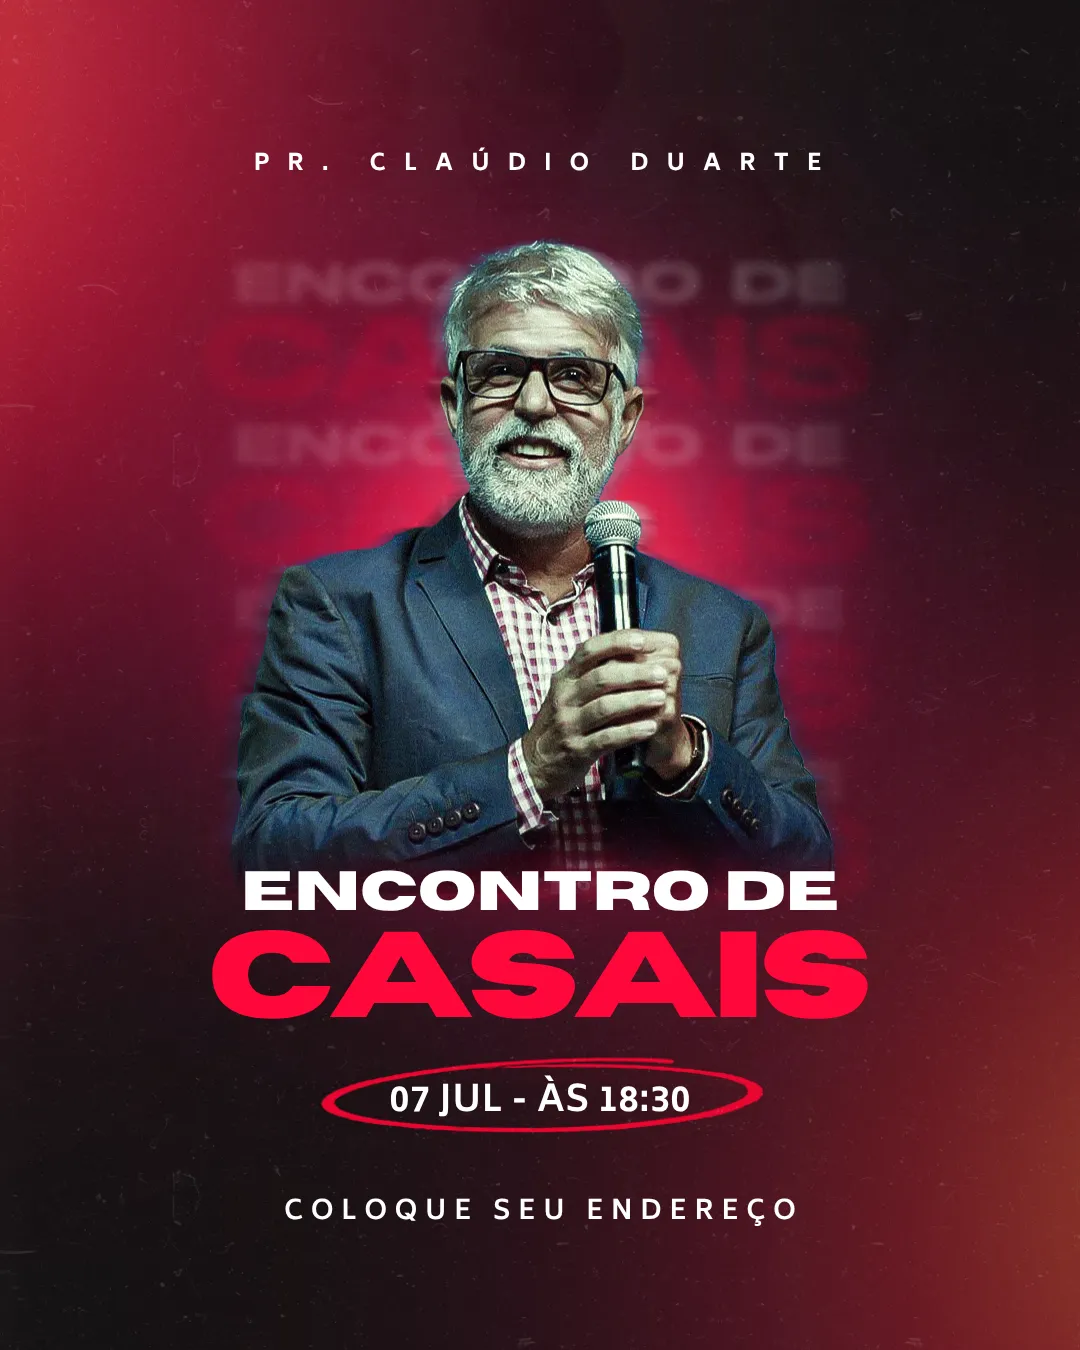 PR. CLAÚDIO DUARTE
ENCONTRO DE
CASAIS
07 JUL - ÀS 18:30
COLOQUE SEU ENDEREÇO